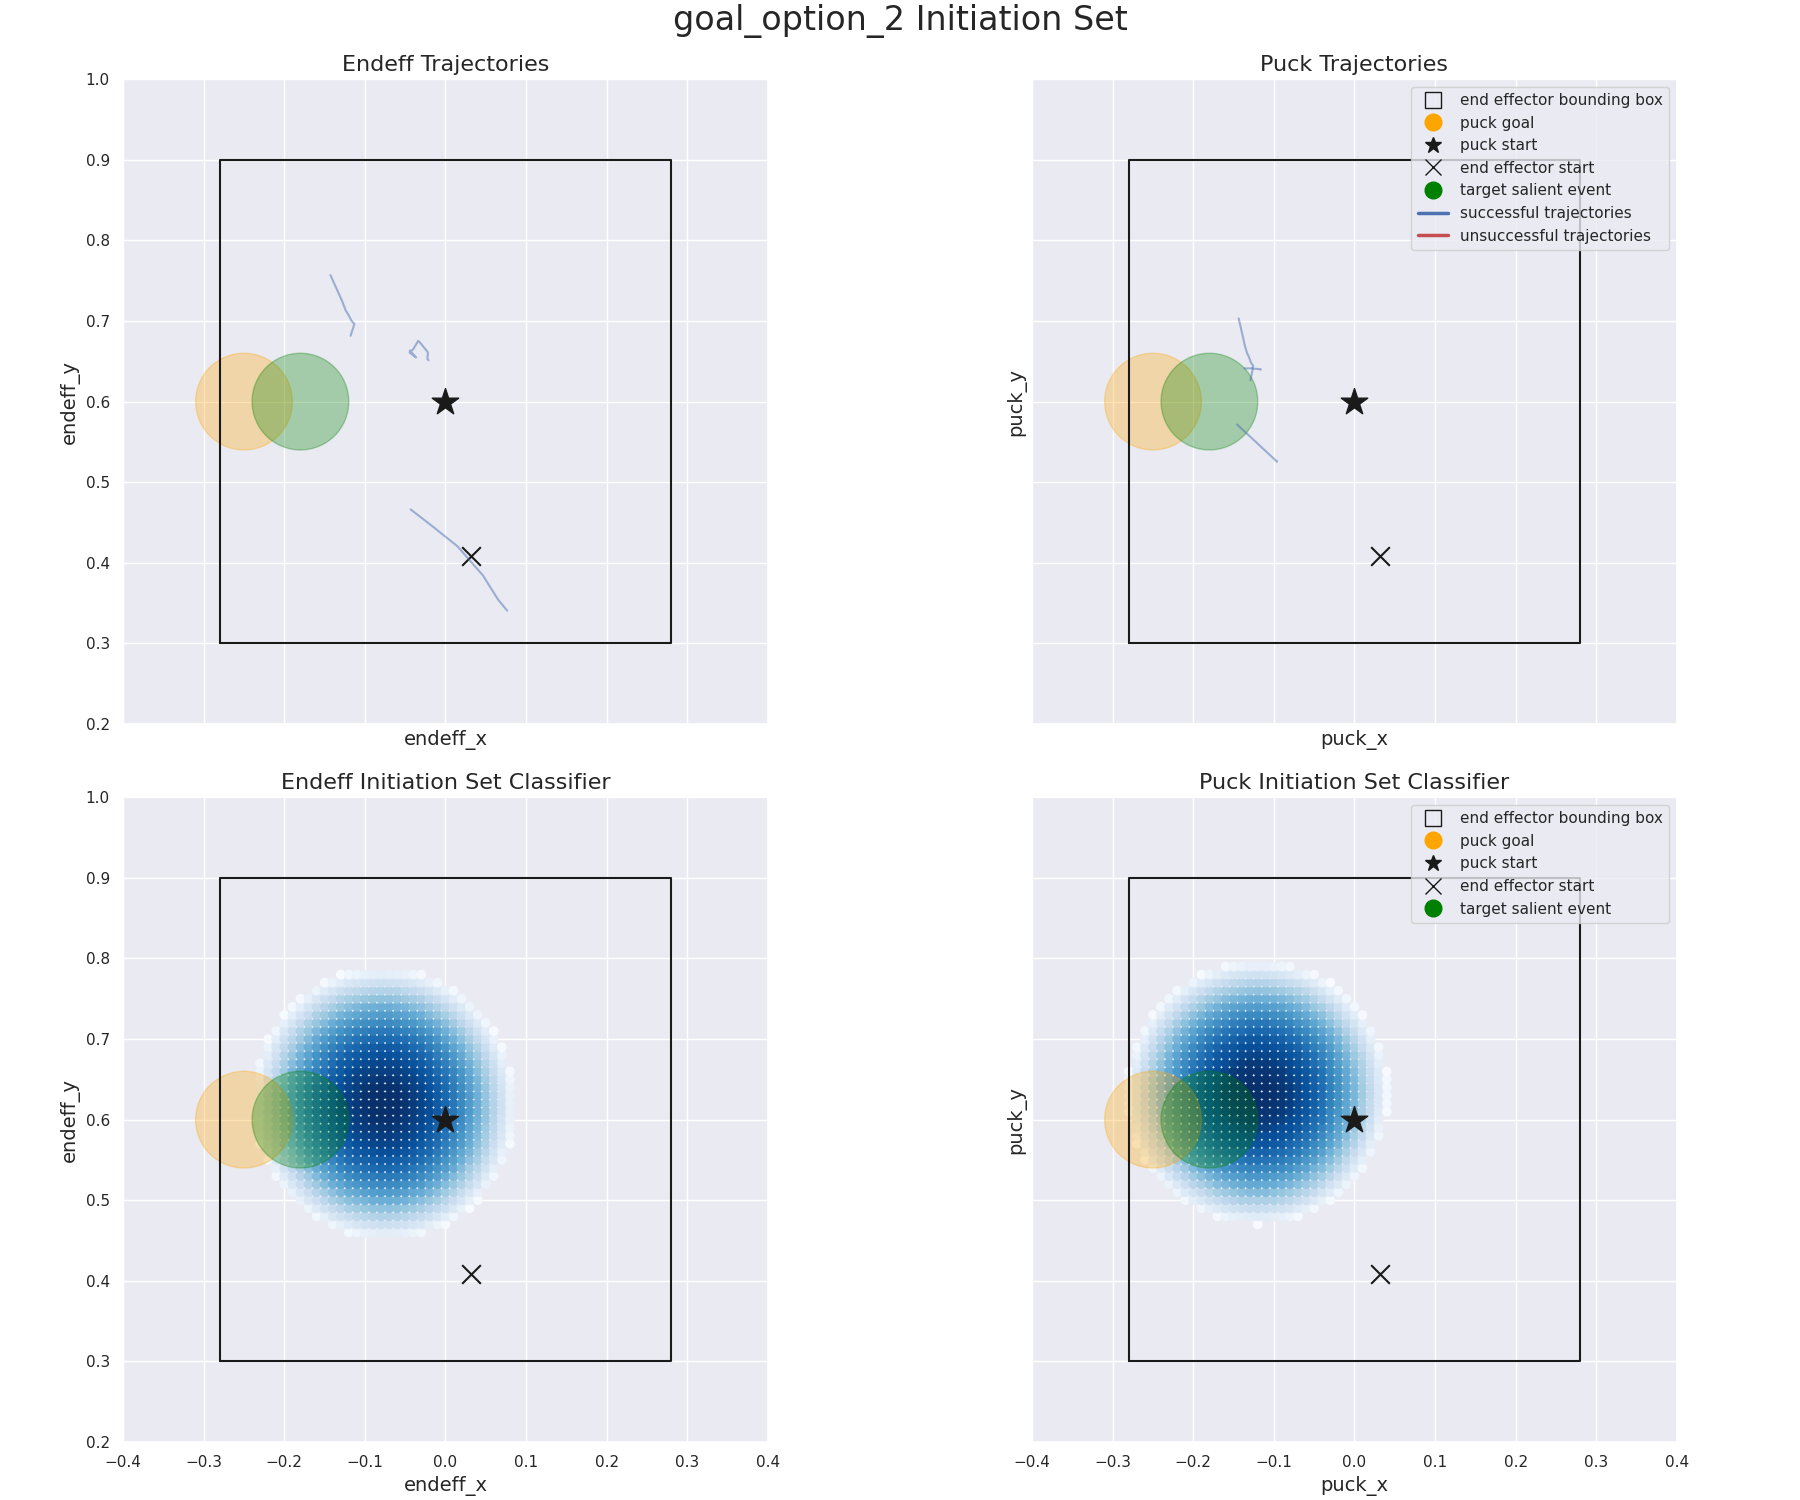 goal_option_2 Initiation Set
Endeff Trajectories
1.0
0.9
0.8
0.7
0.6
0.5
0.4
0.3
0.2
endeff_y
endeff_x
Puck Trajectories
end effector bounding box
puck goal
puck start
end effector start
target salient event
successful trajectories
unsuccessful trajectories
puck_y
puck_x
Endeff Initiation Set Classifier
1.0
0.9
0.8
0.7
0.6
0.5
0.4
0.3
0.2
endeff_y
−0.4 −0.3 −0.2 −0.1 0.0 0.1 0.2 0.3 0.4
endeff_x
Puck Initiation Set Classifier
end effector bounding box
puck goal
puck start
end effector start
target salient event
puck_y
−0.4 −0.3 −0.2 −0.1 0.0 0.1 0.2 0.3 0.4
puck_x